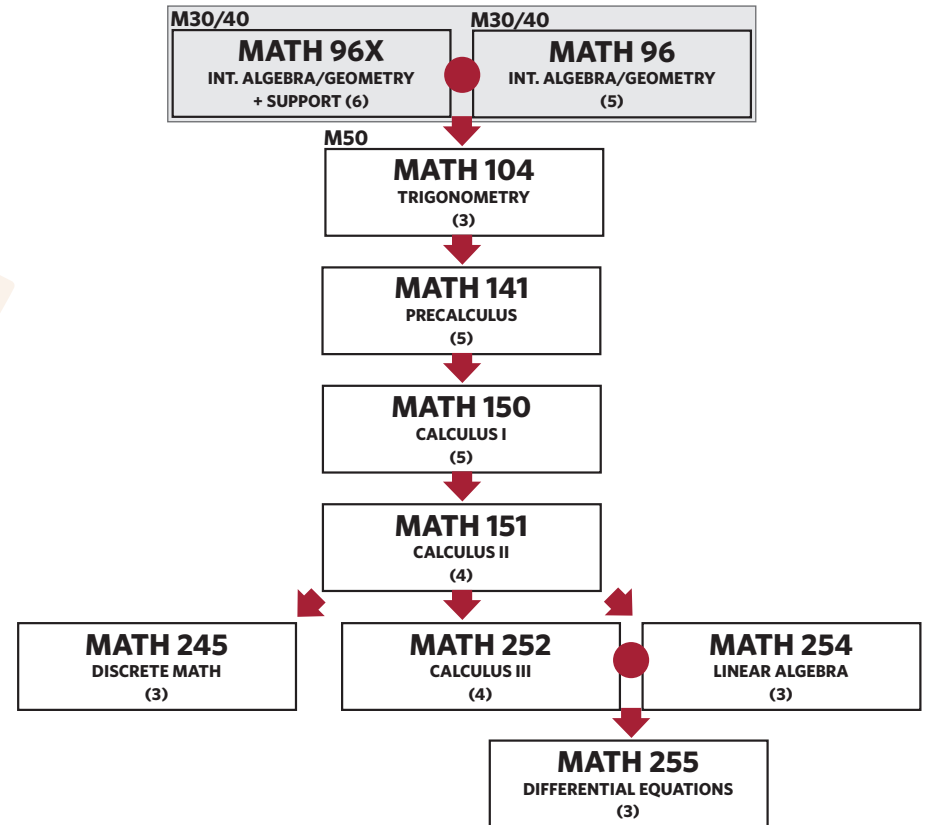 M30/40
MATH 96X
INT. ALGEBRA/GEOMETRY
+ SUPPORT (6)
M30/40
MATH 96
INT. ALGEBRA/GEOMETRY
(5)
M50
MATH 104
TRIGONOMETRY
(3)
MATH 141
PRECALCULUS
(5)
MATH 150
CALCULUS I
(5)
MATH 151
CALCULUS II
(4)
MATH 245
DISCRETE MATH
(3)
MATH 252
CALCULUS III
(4)
MATH 254
LINEAR ALGEBRA
(3)
MATH 255
DIFFERENTIAL EQUATIONS
(3)